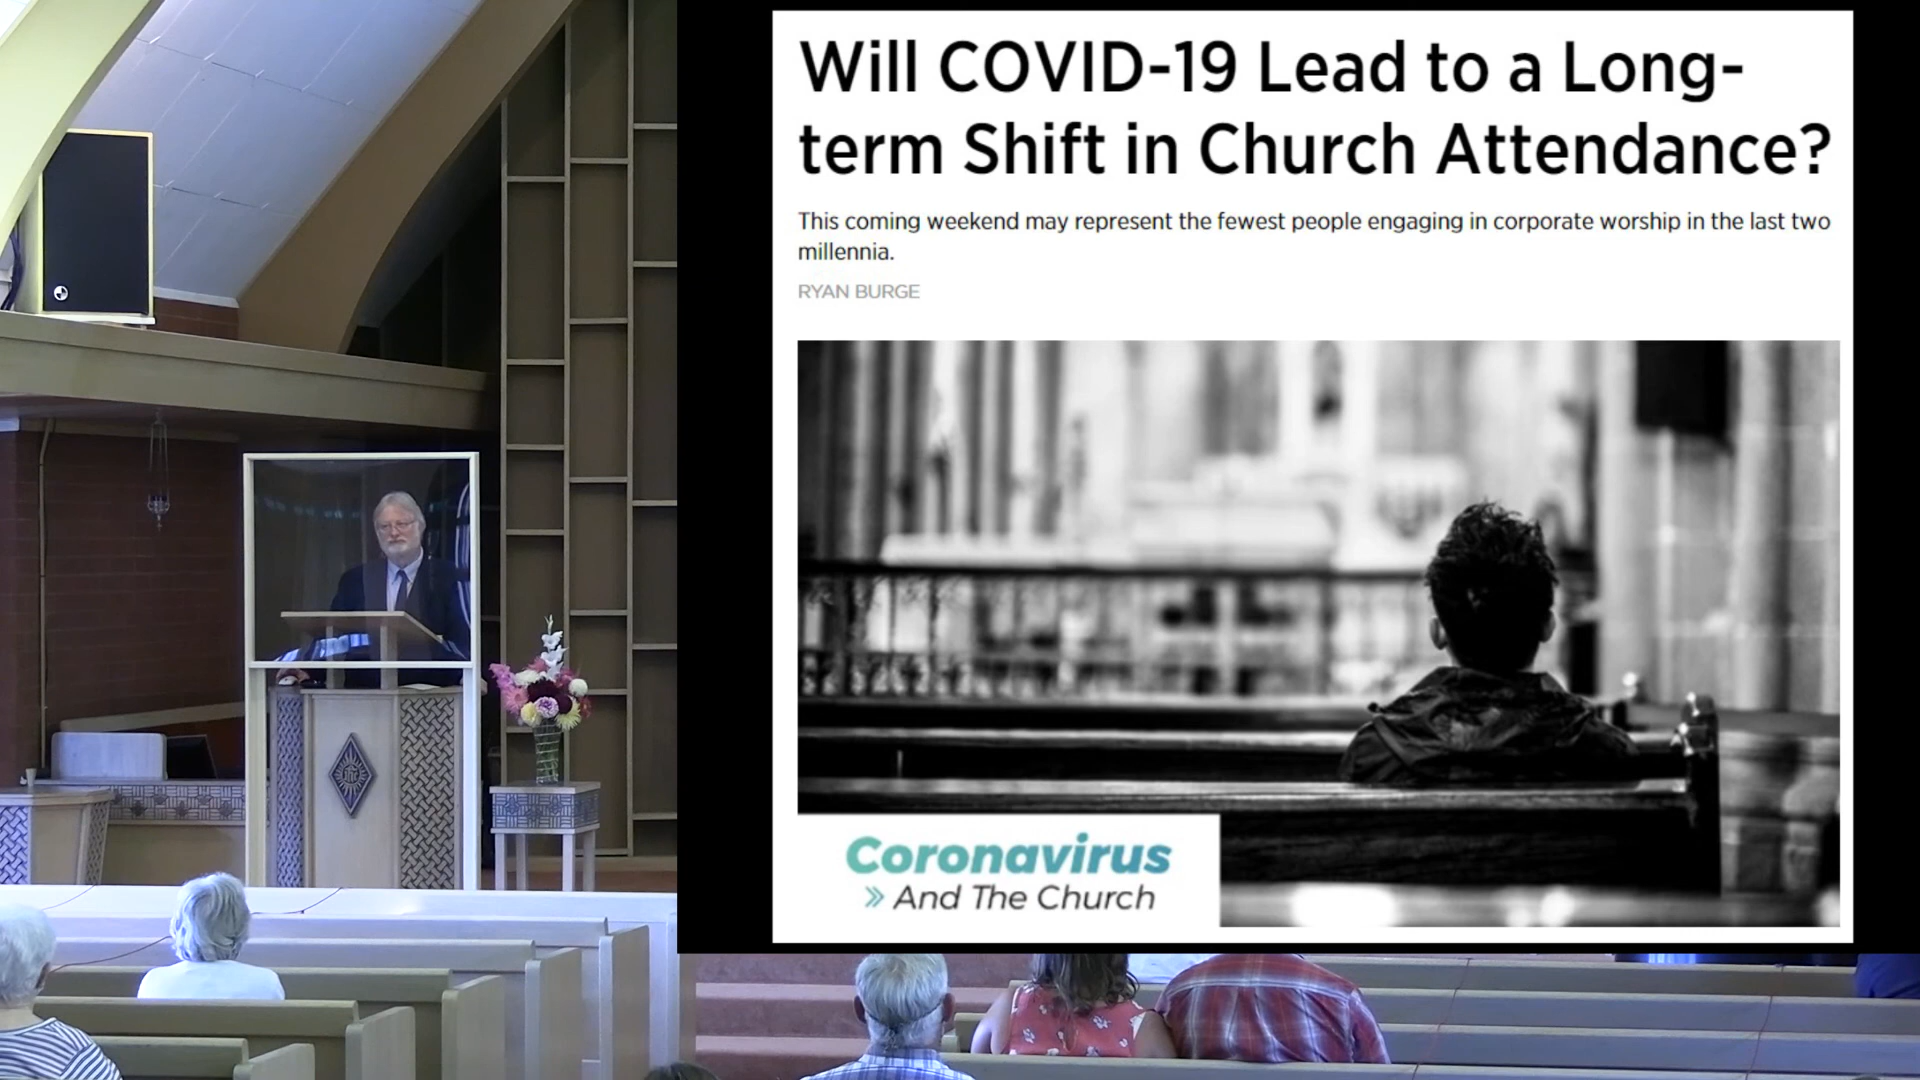 Will COVID-19 Lead to a Long-
term Shift in Church Attendance?
This coming weekend may represent the fewest people engaging in corporate worship in the last two
millennia.
RYAN BURGE
Coronavirus
» And The Church